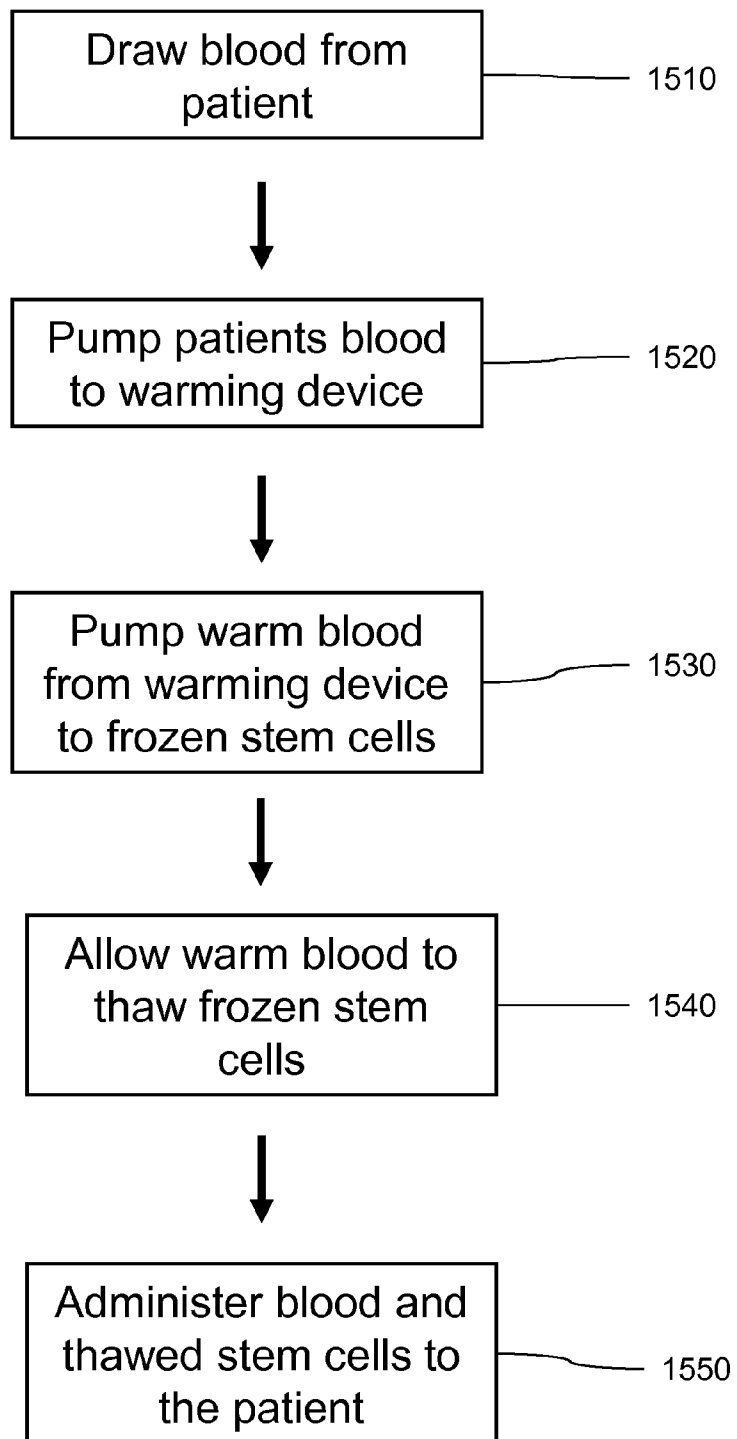 Draw blood from
patient
1510
Pump patients blood
to warming device
1520
Pump warm blood
from warming device
to frozen stem cells
1530
Allow warm blood to
thaw frozen stem
cells
1540
Administer blood and
thawed stem cells to
the patient
1550